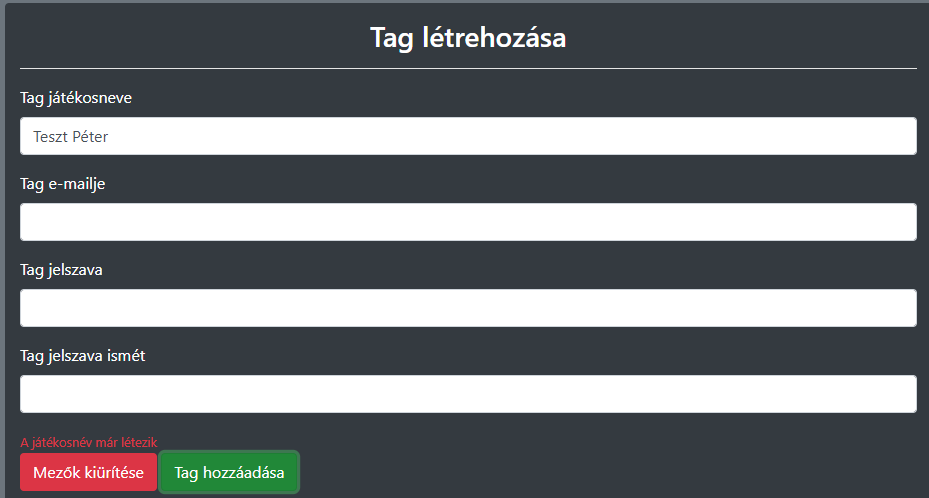 Tag létrehozása
Tag játékosneve
Teszt Péter
Tag e-mailje
Tag jelszava
Tag jelszava ismét
A játékosnév már létezik
Mezők kiürítése Tag hozzáadása